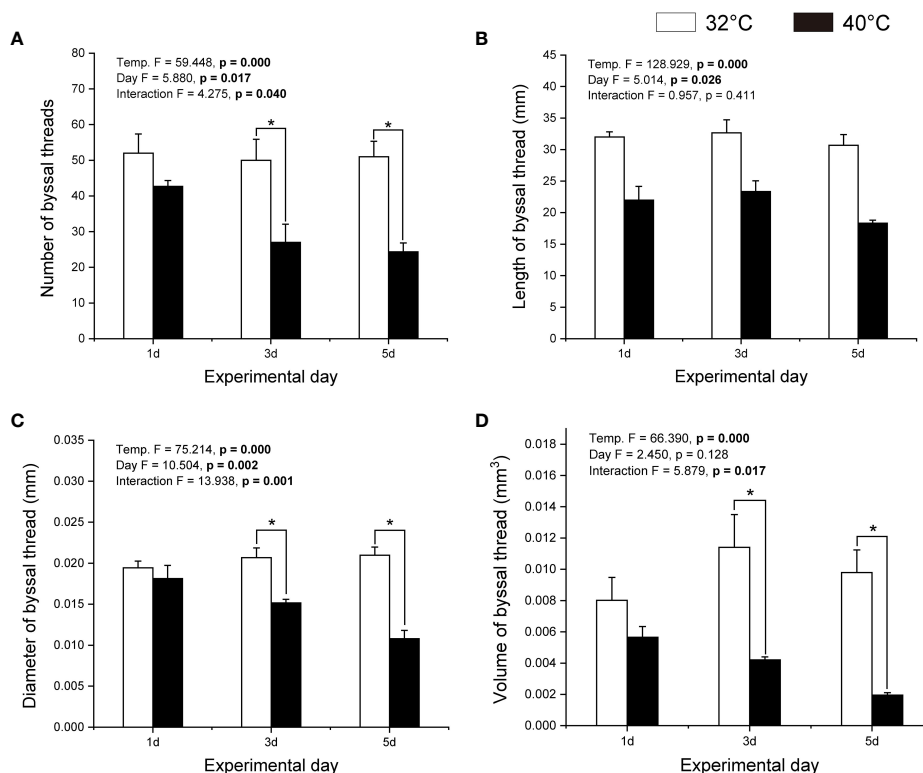 32°C 40°C
A
Temp. F = 59.448, p = 0.000
Day F = 5.880, p = 0.017
Interaction F = 4.275, p = 0.040
Number of byssal threads
80
70
60
50
40
30
20
10
0
* *
1d 3d 5d
Experimental day
B
Temp. F = 128.929, p = 0.000
Day F = 5.014, p = 0.026
Interaction F = 0.957, p = 0.411
Length of byssal thread (mm)
45
40
35
30
25
20
15
10
5
0
1d 3d 5d
Experimental day
C
Temp. F = 75.214, p = 0.000
Day F = 10.504, p = 0.002
Interaction F = 13.938, p = 0.001
Diameter of byssal thread (mm)
0.035
0.030
0.025
0.020
0.015
0.010
0.005
0.000
* *
1d 3d 5d
Experimental day
D
Temp. F = 66.390, p = 0.000
Day F = 2.450, p = 0.128
Interaction F = 5.879, p = 0.017
Volume of byssal thread (mm³)
0.018
0.016
0.014
0.012
0.010
0.008
0.006
0.004
0.002
0.000
* *
1d 3d 5d
Experimental day